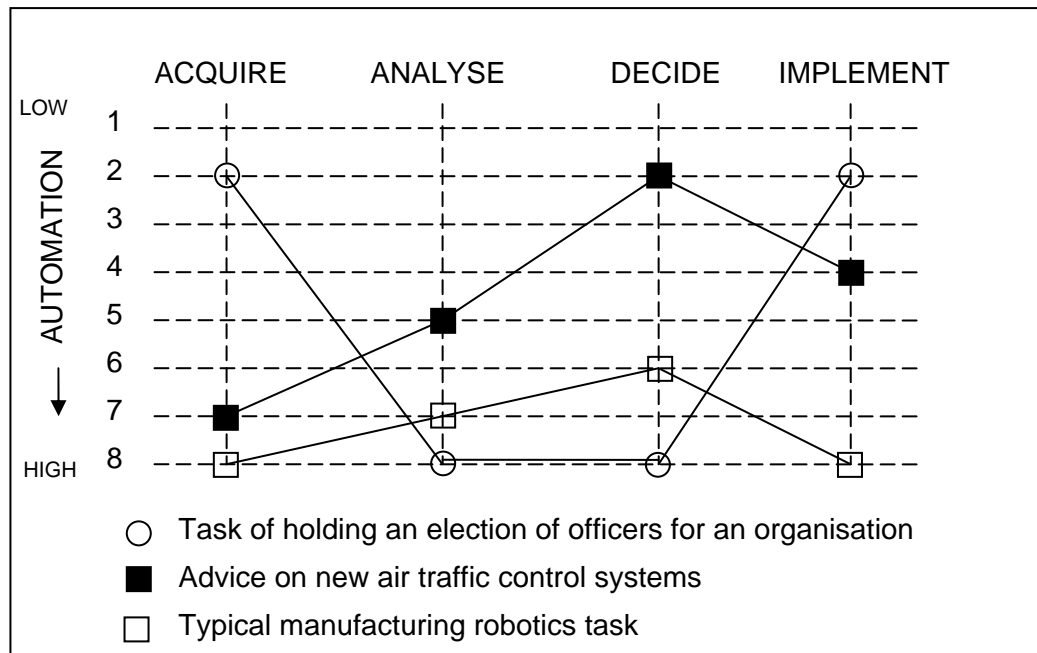 ACQUIRE ANALYSE DECIDE IMPLEMENT
LOW
1
2
3
4
5
6
7
8
HIGH
AUTOMATION
Task of holding an election of officers for an organisation
Advice on new air traffic control systems
Typical manufacturing robotics task